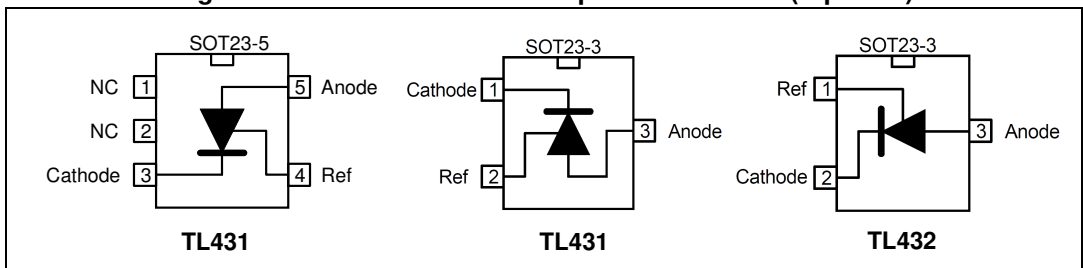 SOT23-5
NC 1
NC 2
Cathode 3
5 Anode
4 Ref
TL431
SOT23-3
Cathode 1
Ref 2
3 Anode
TL431
SOT23-3
Ref 1
Cathode 2
3 Anode
TL432